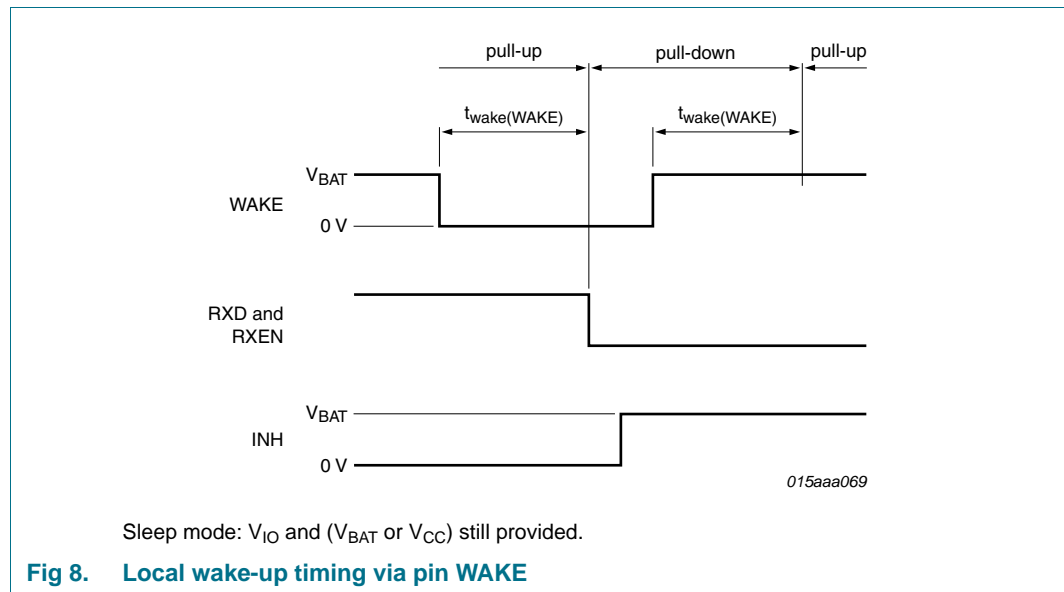 pull-up pull-down pull-up
twake(WAKE) twake(WAKE)
VBAT
WAKE
0 V
RXD and
RXEN
VBAT
INH
0 V
015aaa069
Sleep mode: VIO and (VBAT or VCC) still provided.
Fig 8. Local wake-up timing via pin WAKE